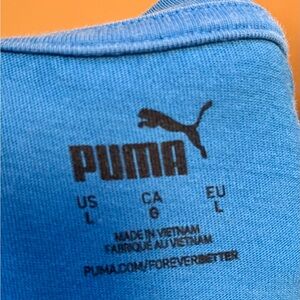 PUMA
US CA EU
L G L
MADE IN VIETNAM
FABRIQUÉ AU VIETNAM
PUMA.COM/FOREVERBETTER